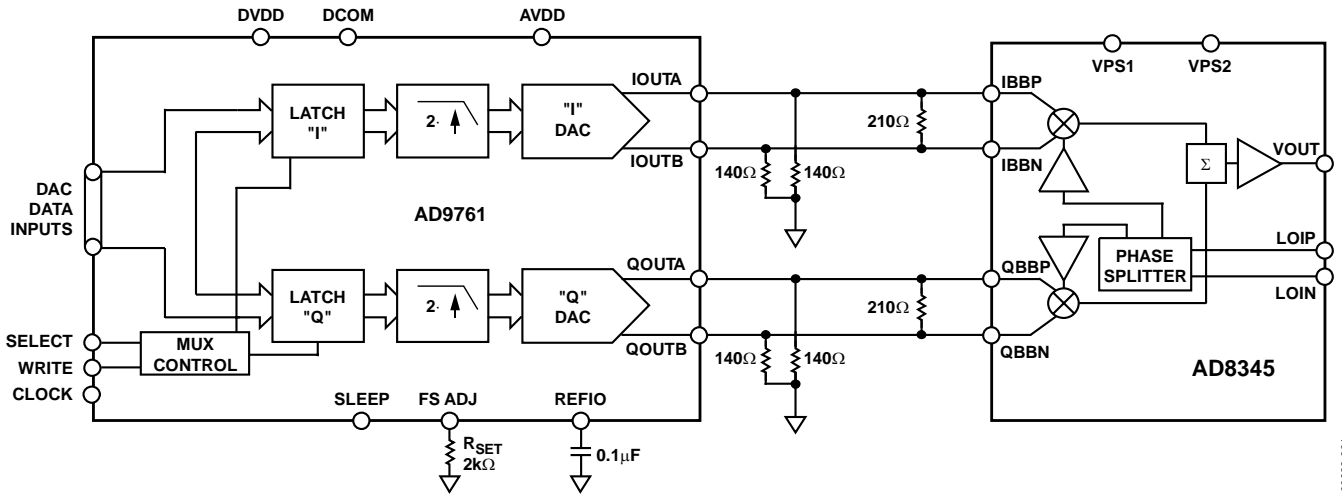 DVDD
DCOM
AVDD
VPS1
VPS2
LATCH
"I"
2·
"I"
DAC
IOUTA
IOUTB
210Ω
140Ω
140Ω
IBBP
IBBN
Σ
VOUT
DAC
DATA
INPUTS
AD9761
PHASE
SPLITTER
LOIP
LOIN
LATCH
"Q"
2·
"Q"
DAC
QOUTA
QOUTB
210Ω
140Ω
140Ω
QBBP
QBBN
AD8345
SELECT
WRITE
CLOCK
MUX
CONTROL
SLEEP
FS ADJ
REFIO
RSET
2kΩ
0.1μF